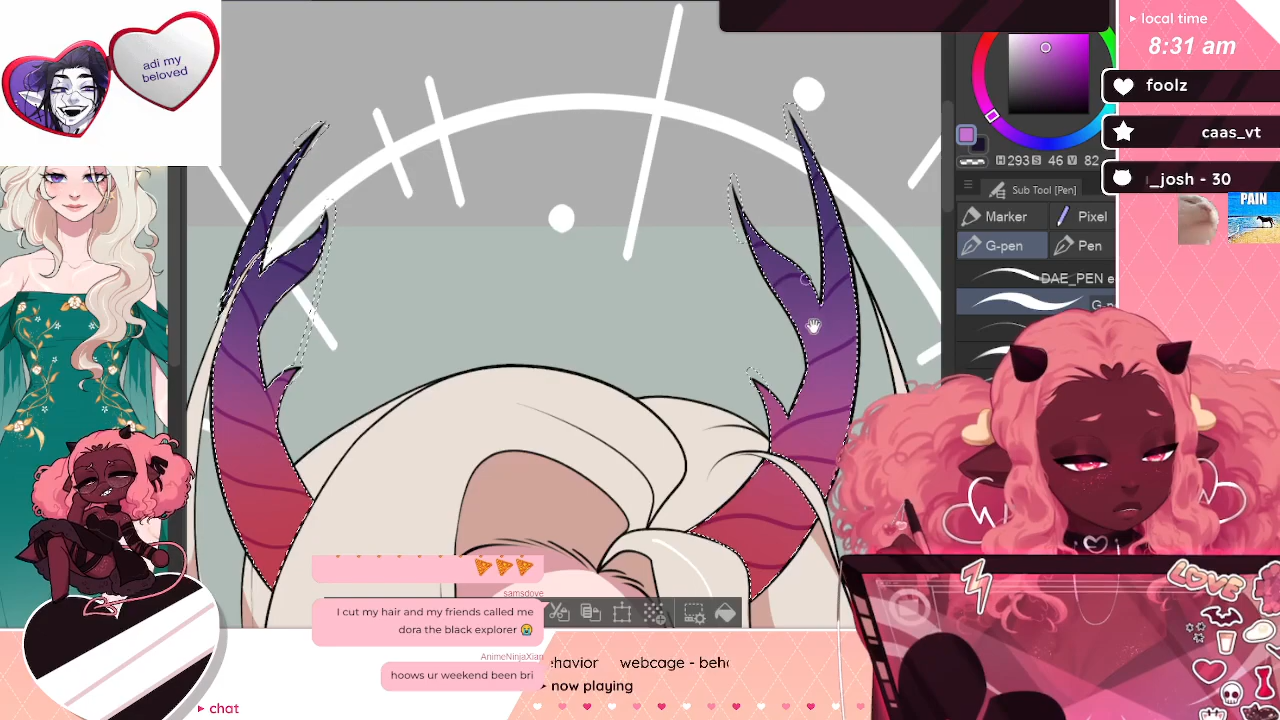 adi my
beloved
local time
8:31 am
foolz
caas_vt
_josh - 30
PAIN
H 293 S 46 V 82
Sub Tool [Pen]
Marker
Pixel
G-pen
Pen
DAE_PEN e
samsdove
I cut my hair and my friends called me
dora the black explorer 😭
AnimeNinjaXian
hoows ur weekend been bri
ehavior webcage - beh
now playing
chat
LOVE